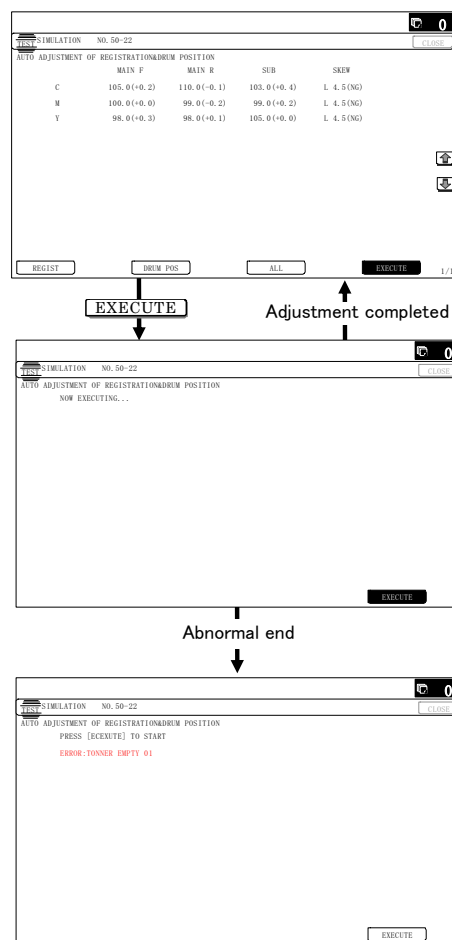 0
TEST SIMULATION NO. 50-22 CLOSE
AUTO ADJUSTMENT OF REGISTRATION&DRUM POSITION
MAIN F MAIN R SUB SKEW
C 105.0(+0.2) 110.0(-0.1) 103.0(+0.4) L 4.5(NG)
M 100.0(+0.0) 99.0(-0.2) 99.0(+0.2) L 4.5(NG)
Y 98.0(+0.3) 98.0(+0.1) 105.0(+0.0) L 4.5(NG)
REGIST DRUM POS ALL EXECUTE 1/1
EXECUTE Adjustment completed
0
TEST SIMULATION NO. 50-22 CLOSE
AUTO ADJUSTMENT OF REGISTRATION&DRUM POSITION
NOW EXECUTING...
EXECUTE
Abnormal end
0
TEST SIMULATION NO. 50-22 CLOSE
AUTO ADJUSTMENT OF REGISTRATION&DRUM POSITION
PRESS [ECEXUTE] TO START
ERROR:TONNER EMPTY 01
EXECUTE